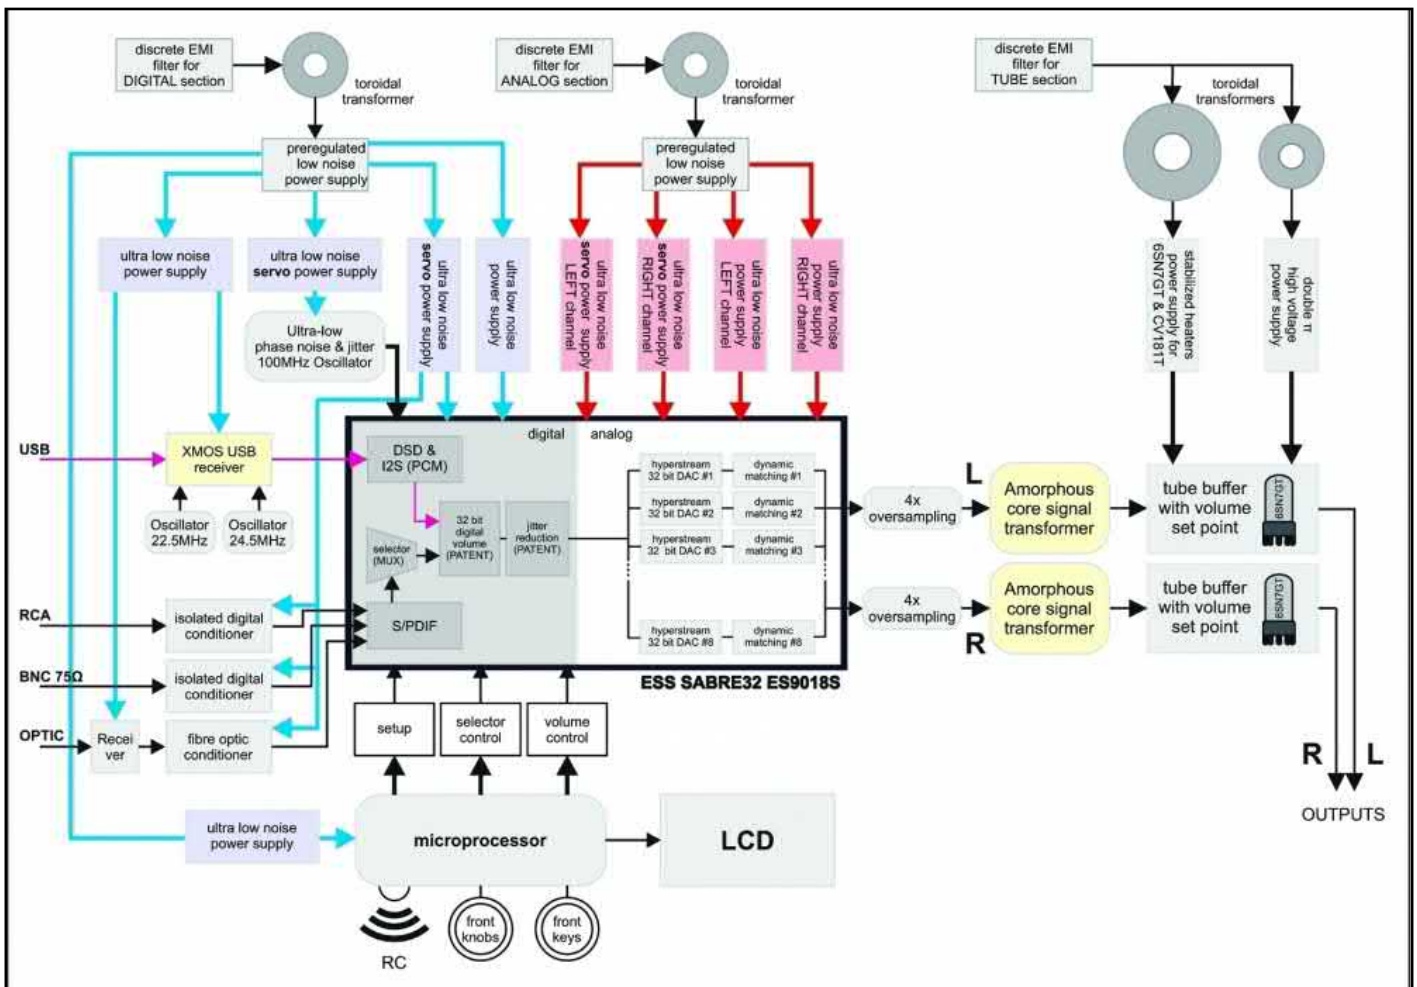 discrete EMI
filter for
DIGITAL section
toroidal
transformer
discrete EMI
filter for
ANALOG section
toroidal
transformer
discrete EMI
filter for
TUBE section
toroidal
transformers
preregulated
low noise
power supply
preregulated
low noise
power supply
ultra low noise
power supply
ultra low noise
servo power supply
ultra low noise
servo power supply
ultra low noise
power supply
ultra low noise
servo power supply
LEFT channel
ultra low noise
servo power supply
RIGHT channel
ultra low noise
power supply
LEFT channel
ultra low noise
power supply
RIGHT channel
stabilized heaters
power supply for
6SN7GT & CV181T
double π
high voltage
power supply
Ultra-low
phase noise & jitter
100MHz Oscillator
USB
XMOS USB
receiver
Oscillator
22.5MHz
Oscillator
24.5MHz
digital
analog
DSD &
I2S (PCM)
selector
(MUX)
32 bit
digital
volume
(PATENT)
jitter
reduction
(PATENT)
S/PDIF
hyperstream
32 bit DAC #1
dynamic
matching #1
hyperstream
32 bit DAC #2
dynamic
matching #2
hyperstream
32 bit DAC #3
dynamic
matching #3
hyperstream
32 bit DAC #8
dynamic
matching #8
ESS SABRE32 ES9018S
4x
oversampling
L
Amorphous
core signal
transformer
tube buffer
with volume
set point
6SN7GT
4x
oversampling
R
Amorphous
core signal
transformer
tube buffer
with volume
set point
6SN7GT
RCA
isolated digital
conditioner
BNC 75Ω
isolated digital
conditioner
OPTIC
Recei
ver
fibre optic
conditioner
setup
selector
control
volume
control
R L
OUTPUTS
ultra low noise
power supply
microprocessor
LCD
RC
front
knobs
front
keys